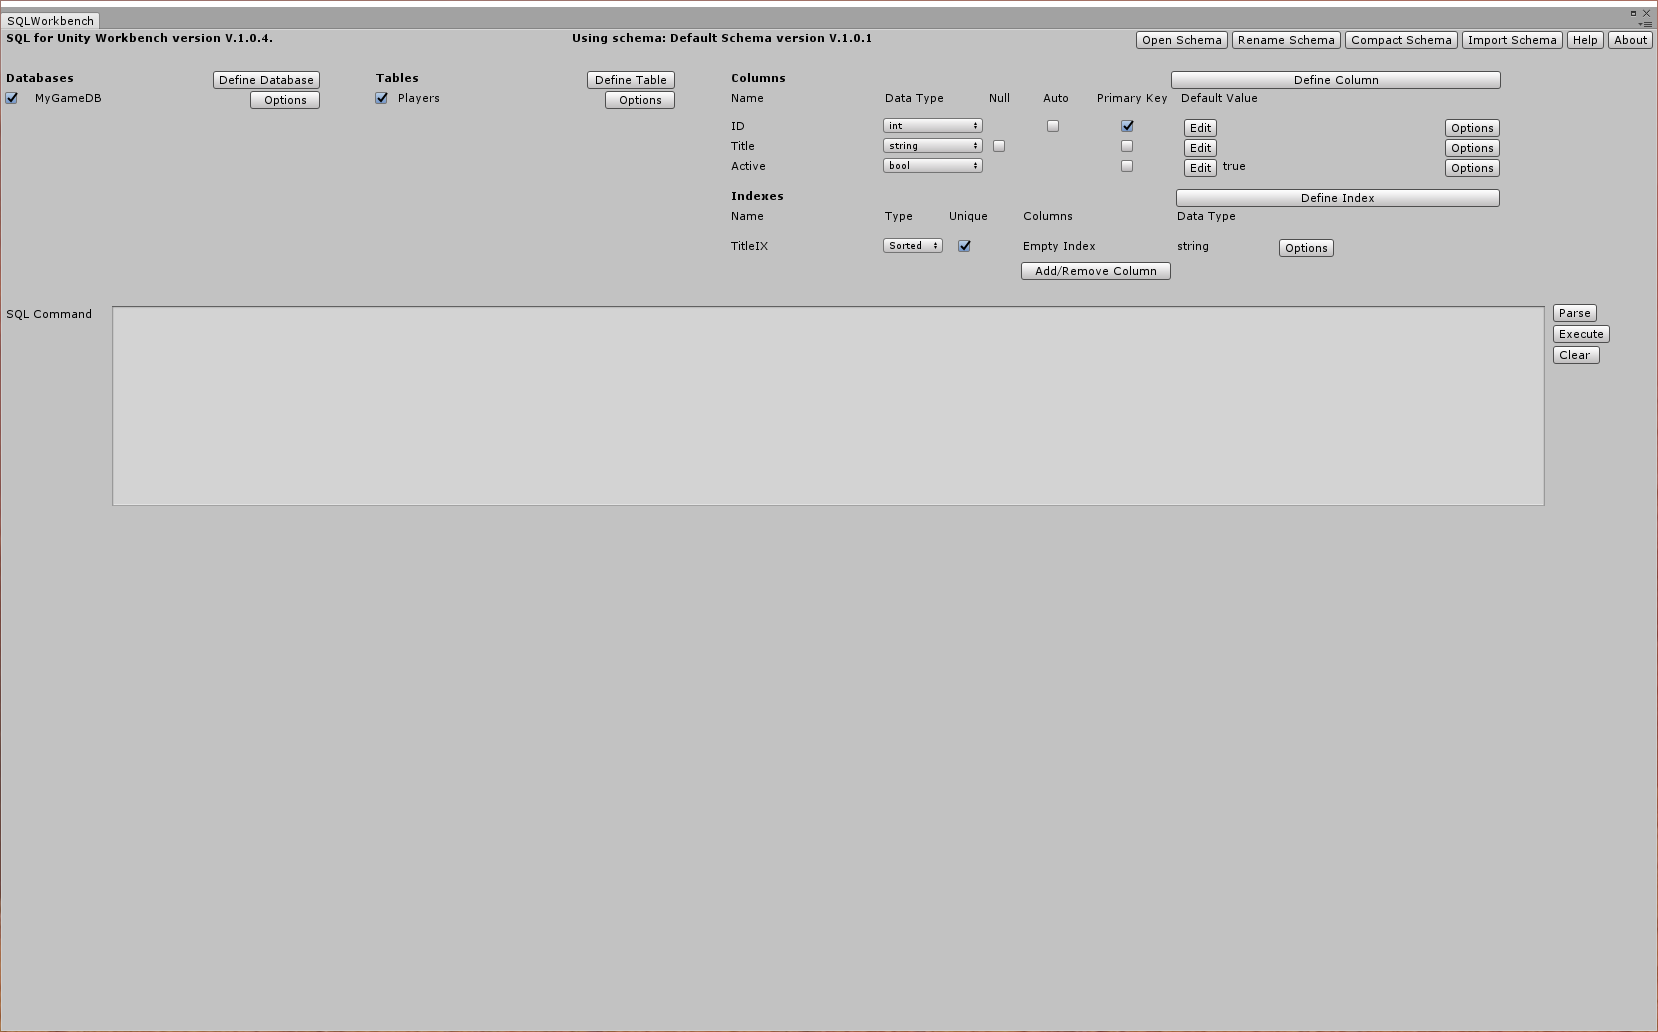 SQLWorkbench
SQL for Unity Workbench version V.1.0.4. Using schema: Default Schema version V.1.0.1 Open Schema Rename Schema Compact Schema Import Schema Help About
Databases Define Database Tables Define Table Columns Define Column
MyGameDB Options Players Options Name Data Type Null Auto Primary Key Default Value
ID int Edit Options
Title string Edit Options
Active bool Edit true Options
Indexes Define Index
Name Type Unique Columns Data Type
TitleIX Sorted Empty Index string Options
Add/Remove Column
SQL Command Parse
Execute
Clear